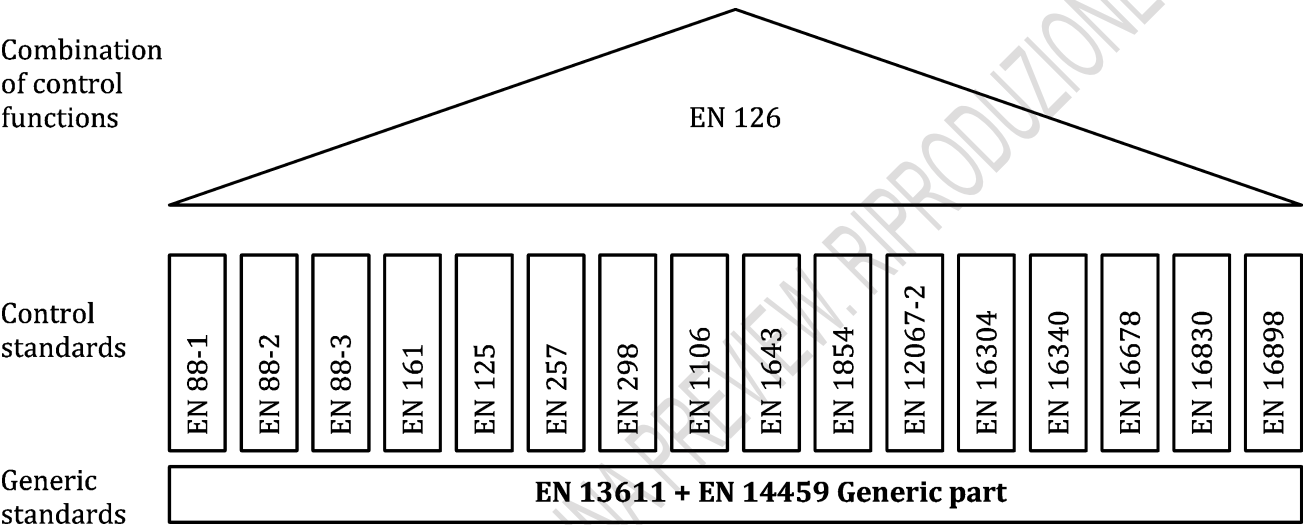 Combination
of control
functions
EN 126
Control
standards
EN 88-1
EN 88-2
EN 88-3
EN 161
EN 125
EN 257
EN 298
EN 1106
EN 1643
EN 1854
EN 12067-2
EN 16304
EN 16340
EN 16678
EN 16830
EN 16898
Generic
standards
EN 13611 + EN 14459 Generic part
PREVIEW. RIPRODUZIONE